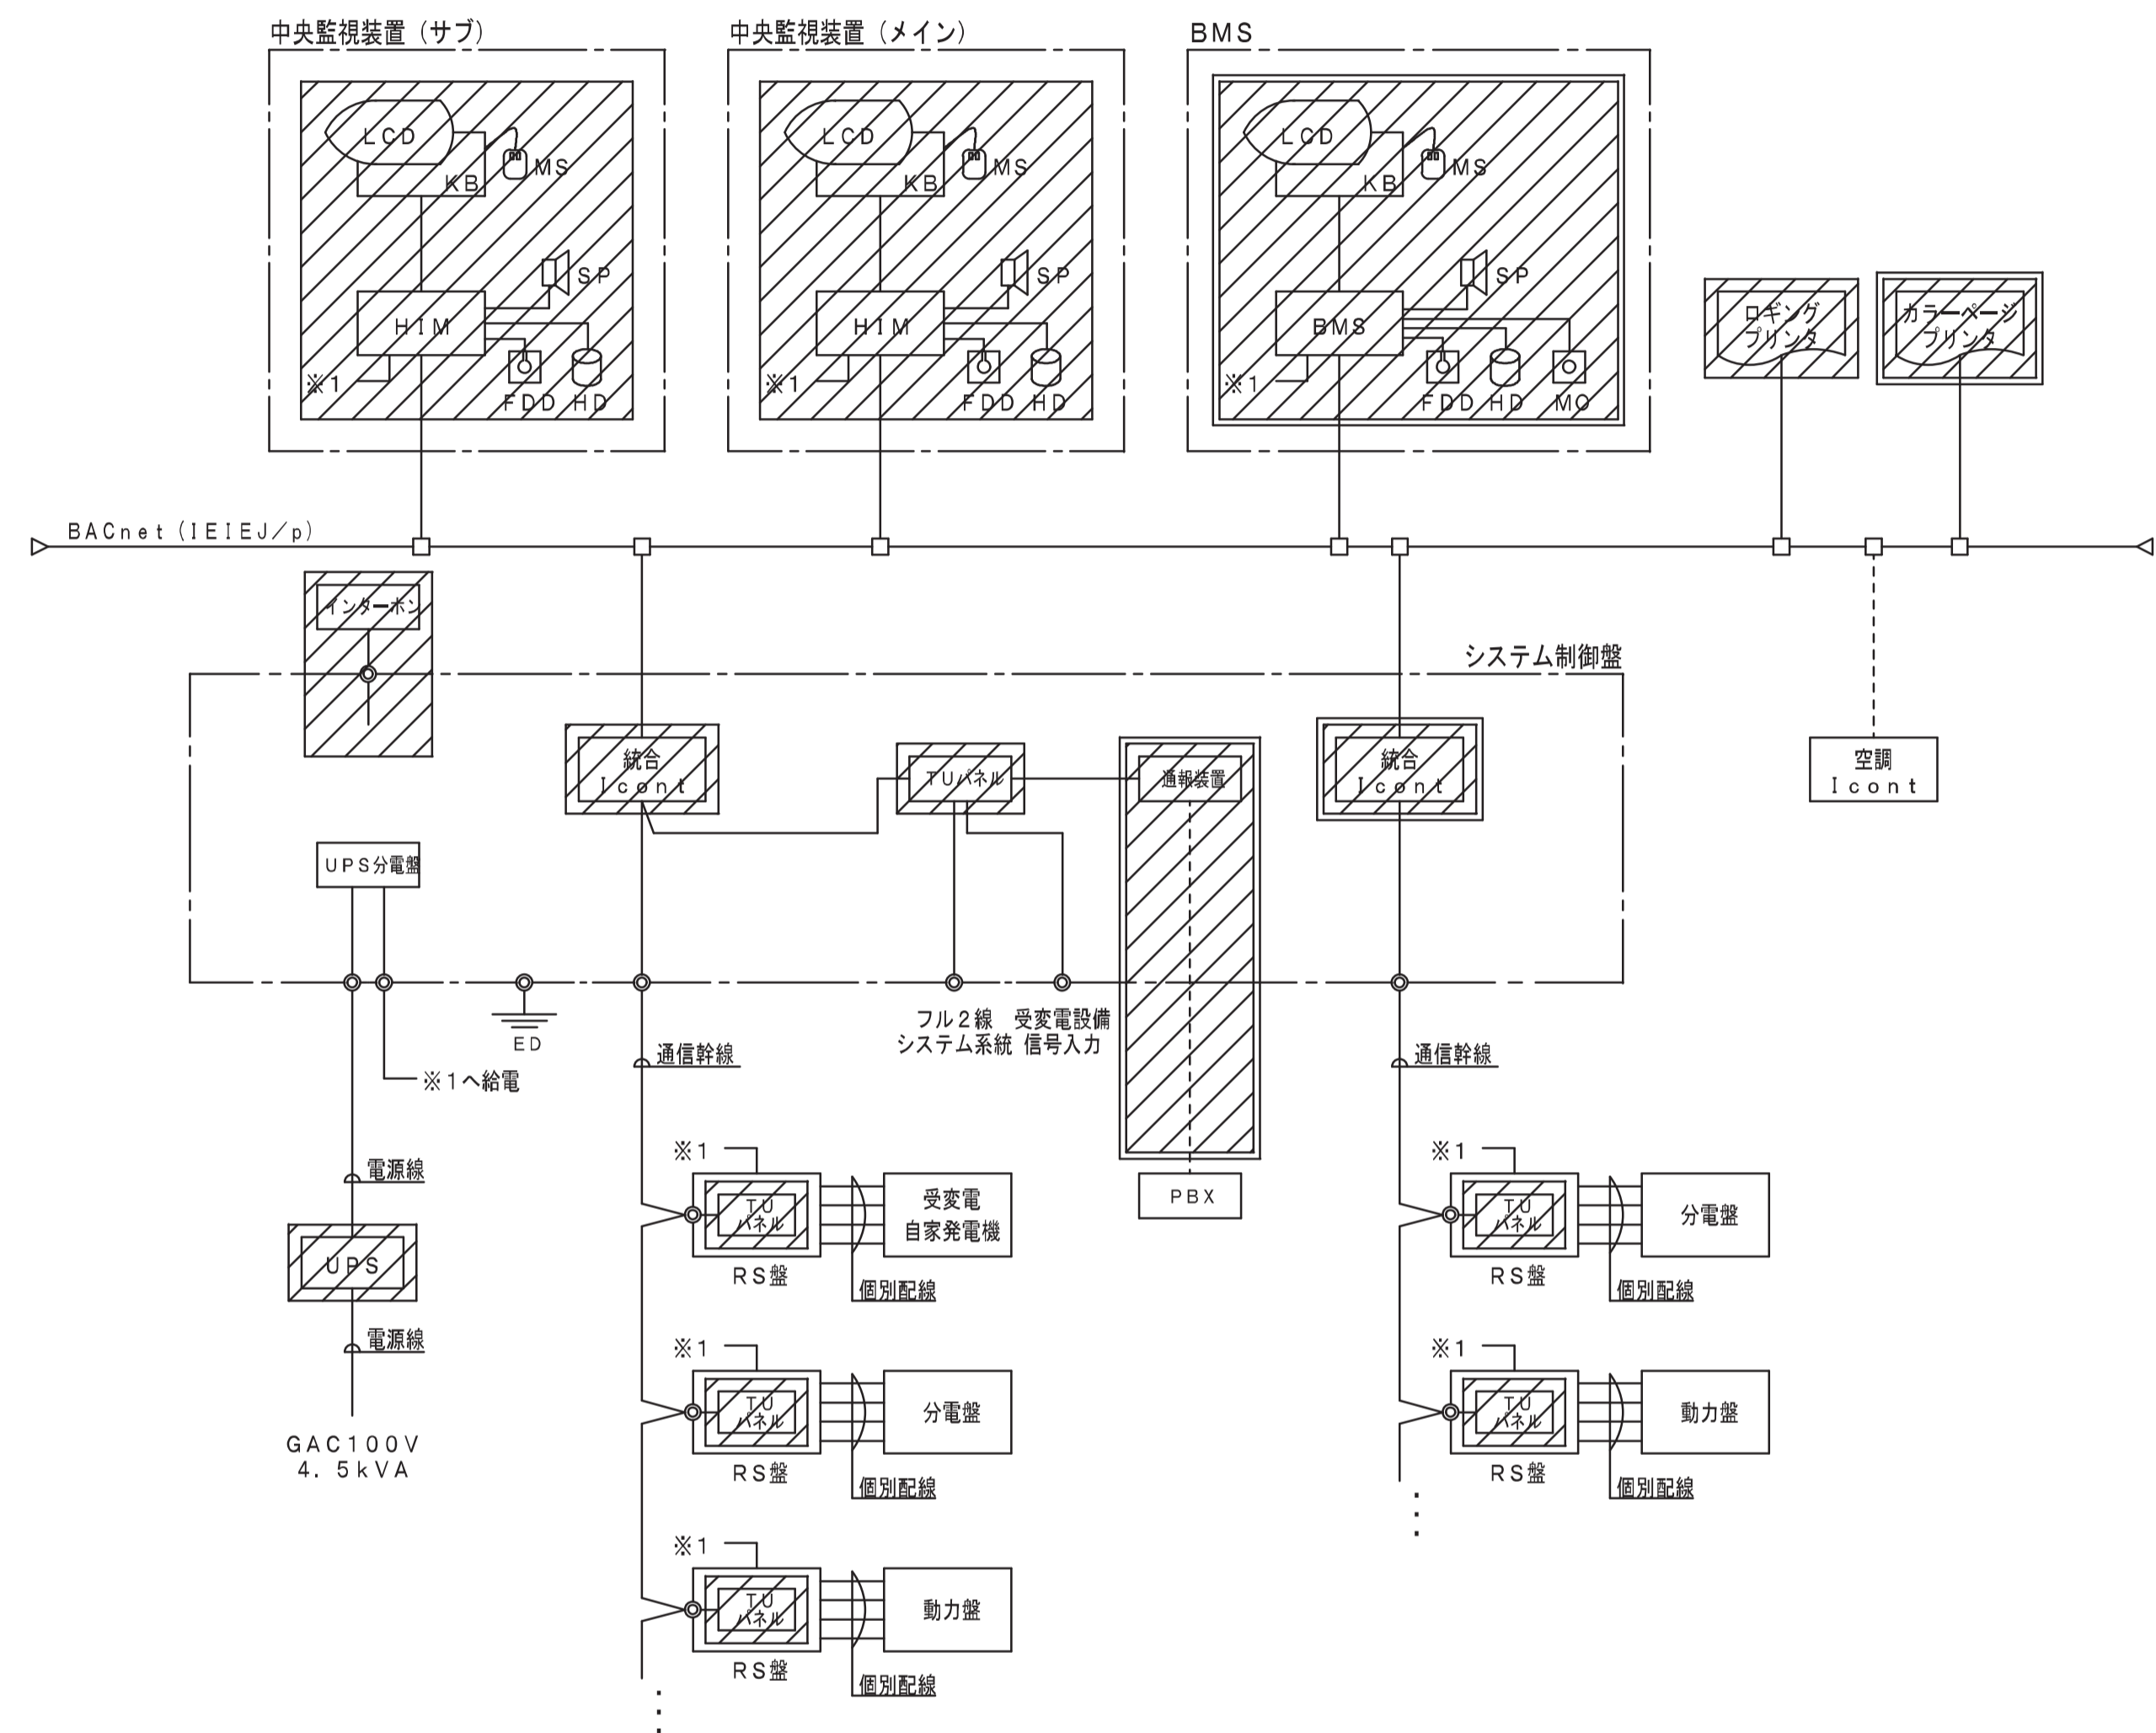 中央監視装置（サブ）
中央監視装置（メイン）
ＢＭＳ
ＬＣＤ
ＭＳ
ＫＢ
ＬＣＤ
ＭＳ
ＫＢ
ＬＣＤ
ＭＳ
ＫＢ
ＳＰ
ＨＩＭ
※１
ＦＤＤ
ＨＤ
ＳＰ
ＨＩＭ
※１
ＦＤＤ
ＨＤ
ＳＰ
ＢＭＳ
※１
ＦＤＤ
ＨＤ
ＭＯ
ロギング
プリンタ
カラーページ
プリンタ
ＢＡＣｎｅｔ（ＩＥＩＥＪ／ｐ）
インターホン
システム制御盤
統合
Ｉｃｏｎｔ
ＴＵパネル
通報装置
統合
Ｉｃｏｎｔ
空調
Ｉｃｏｎｔ
ＵＰＳ分電盤
ＥＤ
フル２線
システム系統
受変電設備
信号入力
※１へ給電
通信幹線
通信幹線
電源線
ＵＰＳ
電源線
ＧＡＣ１００Ｖ
４．５ｋＶＡ
※１
ＴＵ
パネル
ＲＳ盤
受変電
自家発電機
個別配線
ＰＢＸ
※１
ＴＵ
パネル
ＲＳ盤
分電盤
個別配線
※１
ＴＵ
パネル
ＲＳ盤
分電盤
個別配線
※１
ＴＵ
パネル
ＲＳ盤
動力盤
個別配線
※１
ＴＵ
パネル
ＲＳ盤
動力盤
個別配線